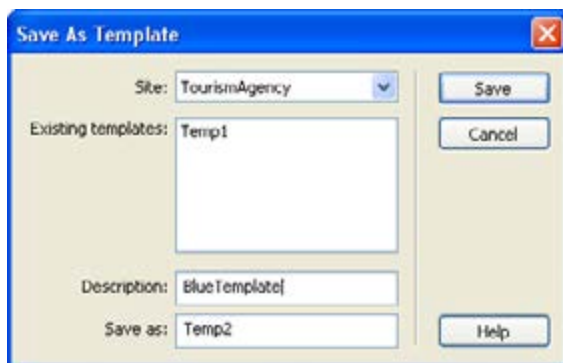 Save As Template
Site: TourismAgency
Save
Existing templates: Temp1
Cancel
Description: BlueTemplate
Save as: Temp2
Help